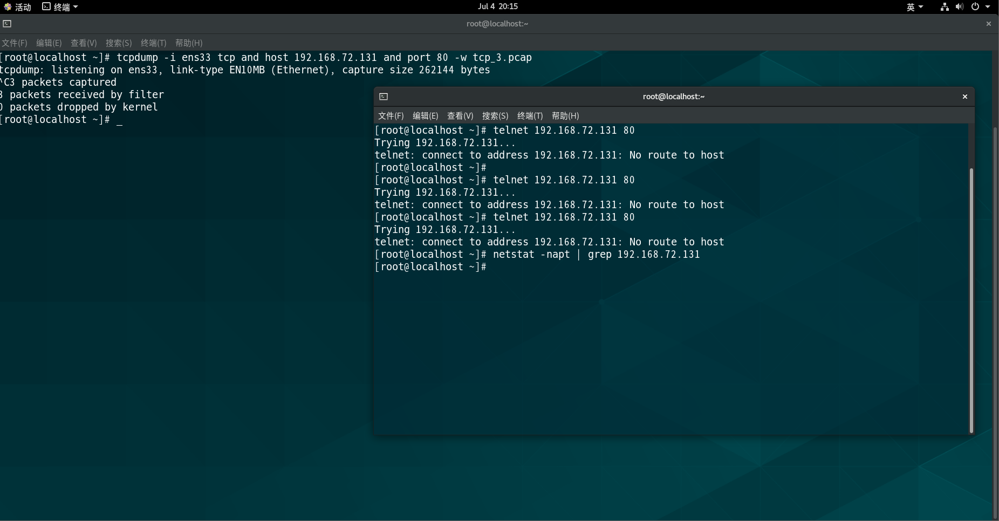 活动 终端 Jul 4 20:15 英
root@localhost:~
文件(F) 编辑(E) 查看(V) 搜索(S) 终端(T) 帮助(H)
[root@localhost ~]# tcpdump -i ens33 tcp and host 192.168.72.131 and port 80 -w tcp_3.pcap
tcpdump: listening on ens33, link-type EN10MB (Ethernet), capture size 262144 bytes
^C3 packets captured
3 packets received by filter
0 packets dropped by kernel
[root@localhost ~]# _
root@localhost:~
文件(F) 编辑(E) 查看(V) 搜索(S) 终端(T) 帮助(H)
[root@localhost ~]# telnet 192.168.72.131 80
Trying 192.168.72.131...
telnet: connect to address 192.168.72.131: No route to host
[root@localhost ~]#
[root@localhost ~]# telnet 192.168.72.131 80
Trying 192.168.72.131...
telnet: connect to address 192.168.72.131: No route to host
[root@localhost ~]# telnet 192.168.72.131 80
Trying 192.168.72.131...
telnet: connect to address 192.168.72.131: No route to host
[root@localhost ~]# netstat -napt | grep 192.168.72.131
[root@localhost ~]#